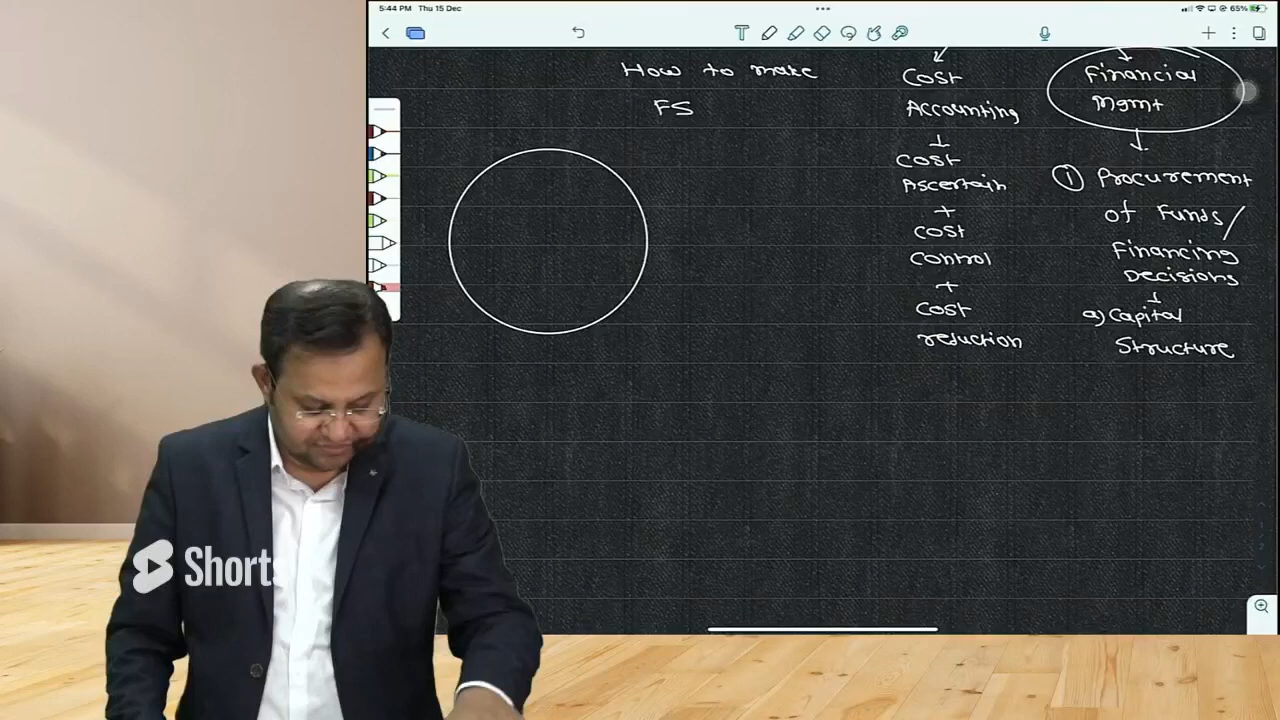 5:44 PM Thu 15 Dec
65%
How to make
FS
Cost
Accounting
Cost
Ascertain
+
Cost
Control
+
Cost
reduction
Financial
Mgmt
① Procurement
of Funds/
Financing
Decisions
a) Capital
Structure
Shorts